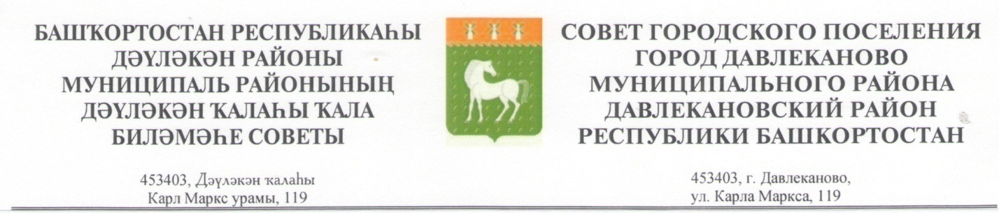 БАШҠОРТОСТАН РЕСПУБЛИКАҺЫ
ДӘҮЛӘКӘН РАЙОНЫ
МУНИЦИПАЛЬ РАЙОНЫНЫҢ
ДӘҮЛӘКӘН ҠАЛАҺЫ ҠАЛА
БИЛӘМӘҺЕ СОВЕТЫ
453403, Дәүләкән ҡалаһы
Карл Маркс урамы, 119
СОВЕТ ГОРОДСКОГО ПОСЕЛЕНИЯ
ГОРОД ДАВЛЕКАНОВО
МУНИЦИПАЛЬНОГО РАЙОНА
ДАВЛЕКАНОВСКИЙ РАЙОН
РЕСПУБЛИКИ БАШКОРТОСТАН
453403, г. Давлеканово,
ул. Карла Маркса, 119